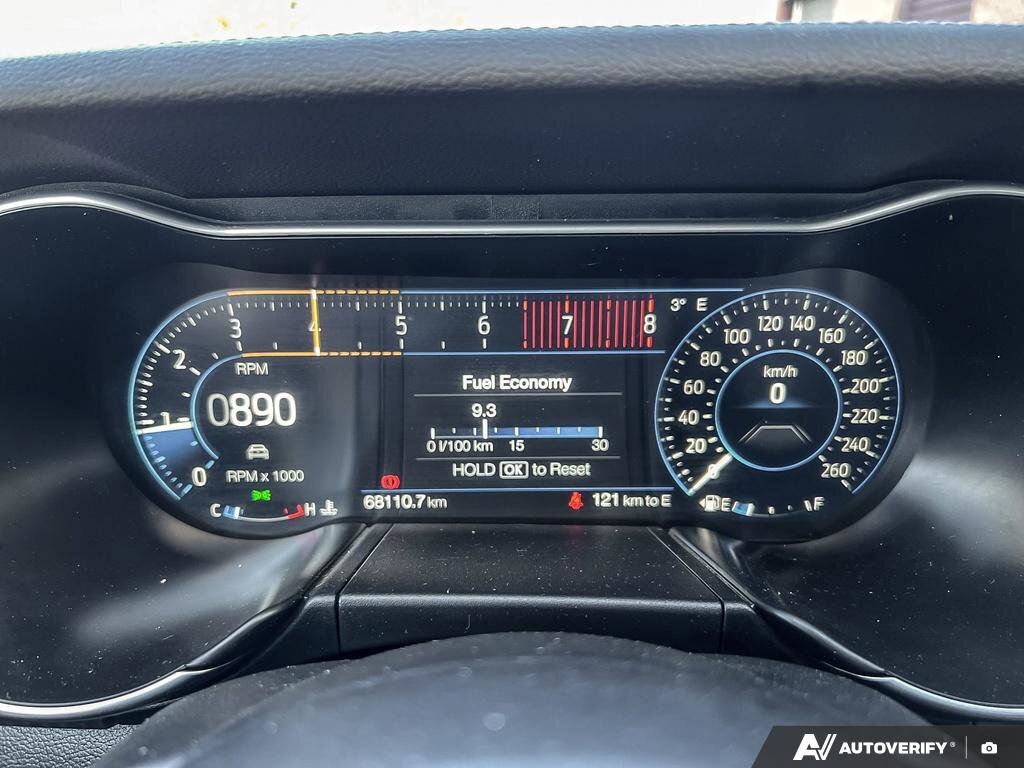 3 4 5 6 7 8
3° E
2
1
0
RPM
0890
RPM x 1000
C H
Fuel Economy
9.3
0 l/100 km 15 30
HOLD OK to Reset
68110.7 km
121 km to E
0 20 40 60 80 100 120 140 160 180 200 220 240 260
km/h
0
E F
AUTOVERIFY®